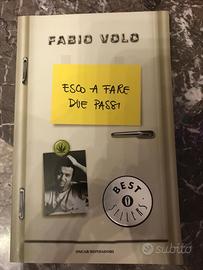 FABIO VOLO
ESCO A FARE
DUE PASSI
BEST
SELLERS
OSCAR MONDADORI
subito